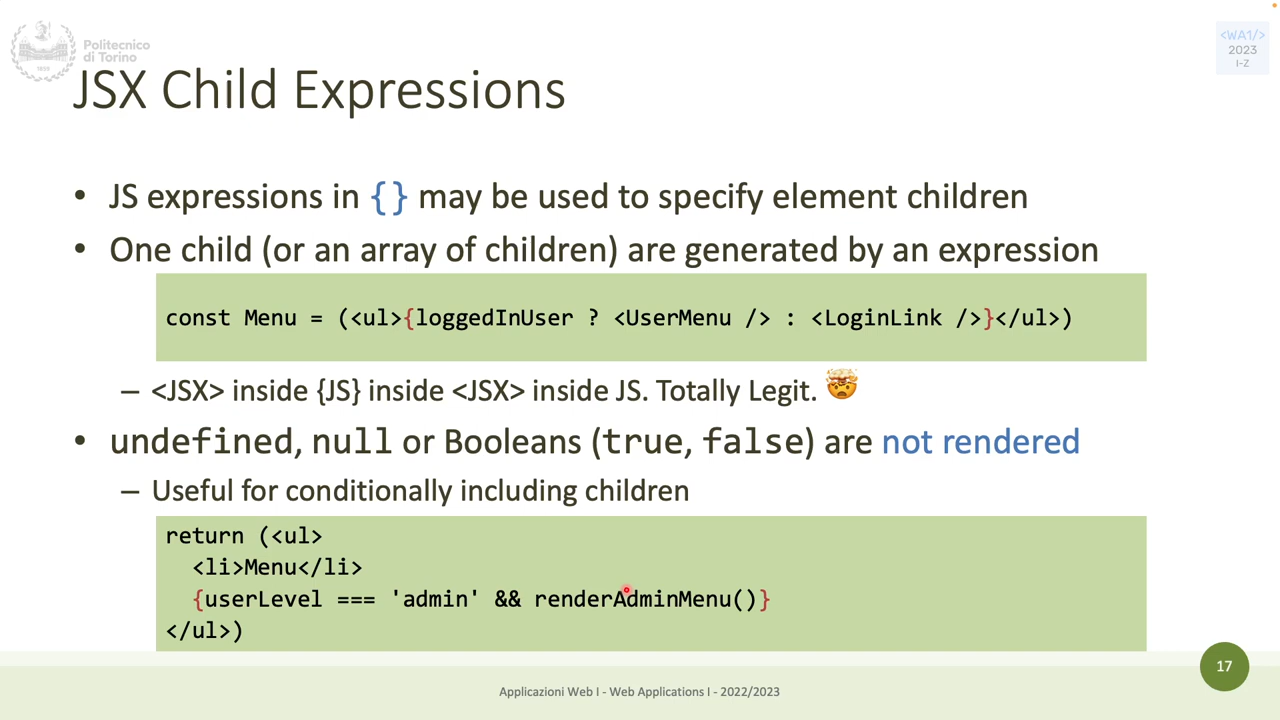 Politecnico
di Torino
1859
<WA1/>
2023
I-Z
JSX Child Expressions
• JS expressions in {} may be used to specify element children
• One child (or an array of children) are generated by an expression
const Menu = (<ul>{loggedInUser ? <UserMenu /> : <LoginLink />}</ul>)
– <JSX> inside {JS} inside <JSX> inside JS. Totally Legit. 🤯
• undefined, null or Booleans (true, false) are not rendered
– Useful for conditionally including children
return (<ul>
<li>Menu</li>
{userLevel === 'admin' && renderAdminMenu()}
</ul>)
17
Applicazioni Web I - Web Applications I - 2022/2023